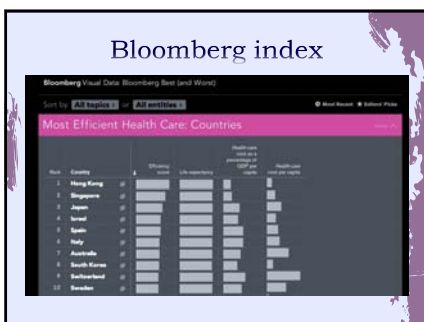 Bloomberg index
Bloomberg Visual Data: Bloomberg Best (and Worst)
Sort by All topics or All entities
Most Recent Editors' Picks
Most Efficient Health Care: Countries
Rank Country Efficiency score Life expectancy Health-care cost as a percentage of GDP per capita Health-care cost per capita
1 Hong Kong
2 Singapore
3 Japan
4 Israel
5 Spain
6 Italy
7 Australia
8 South Korea
9 Switzerland
10 Sweden